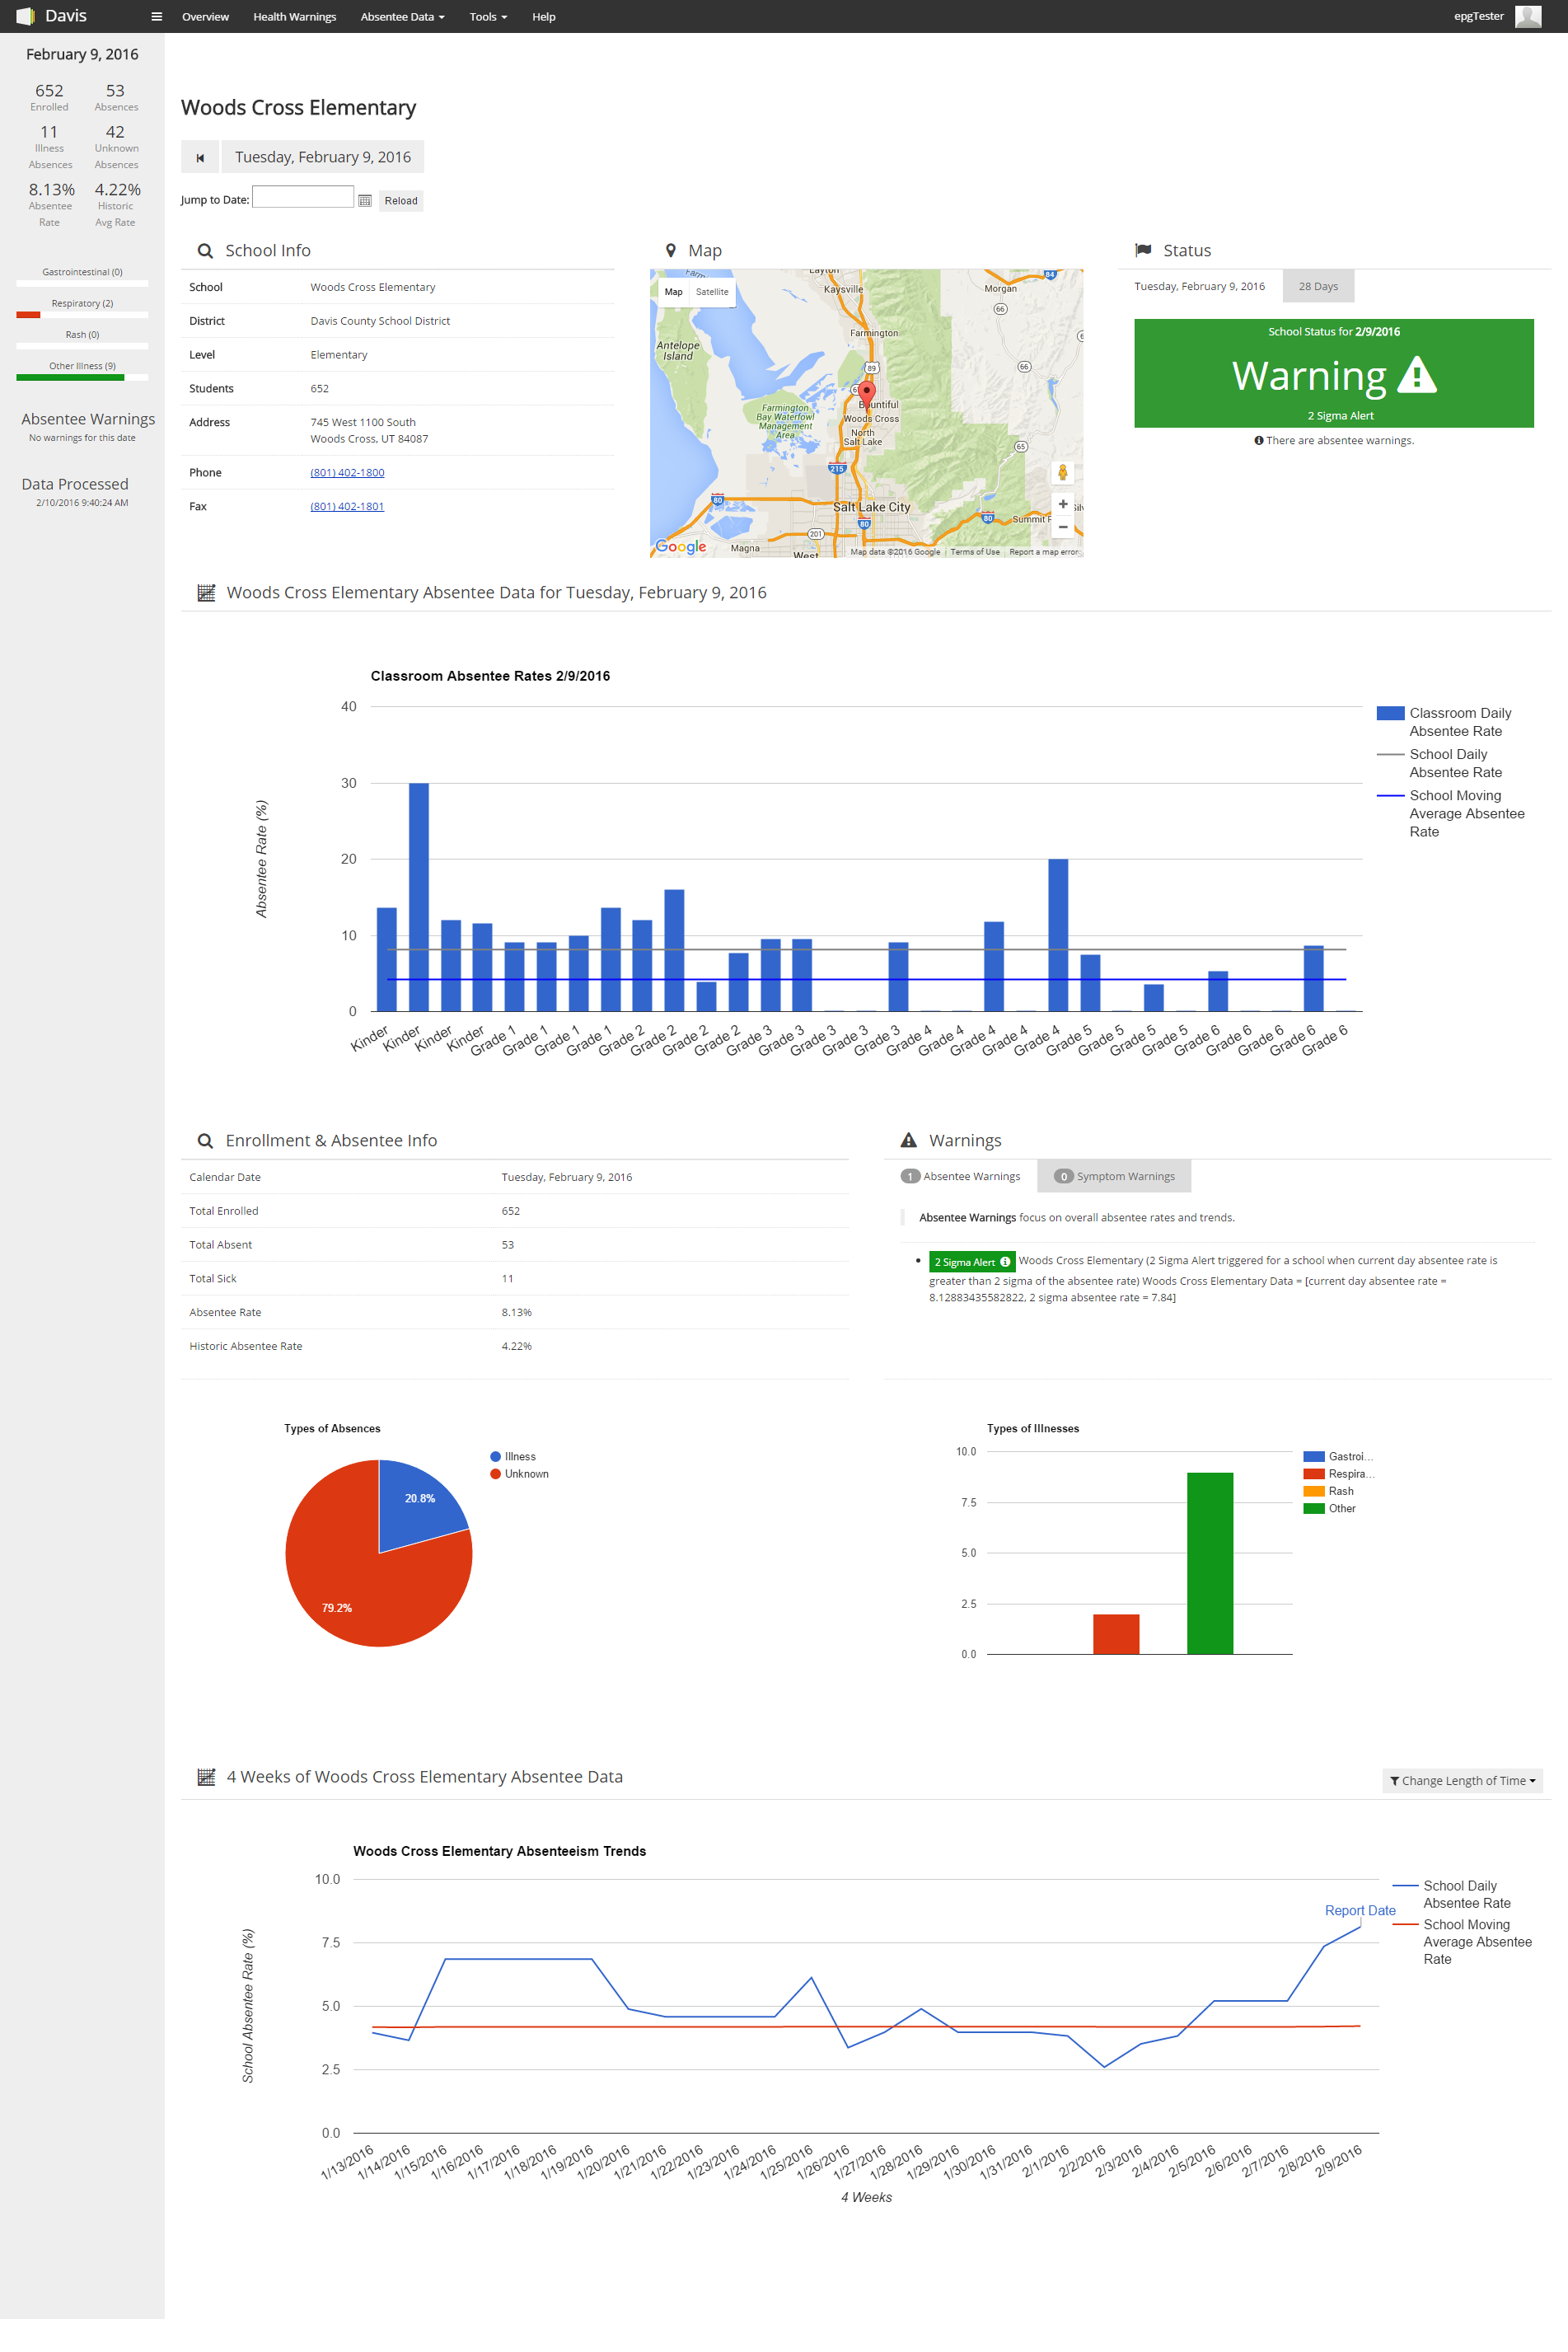 Davis
Overview
Health Warnings
Absentee Data
Tools
Help
epgTester
February 9, 2016
652
53
Enrolled
Absences
11
42
Illness
Unknown
Absences
Absences
8.13%
4.22%
Absentee
Historic
Rate
Avg Rate
Gastrointestinal (0)
Respiratory (2)
Rash (0)
Other Illness (9)
Absentee Warnings
No warnings for this date
Data Processed
2/10/2016 9:40:24 AM
Woods Cross Elementary
Tuesday, February 9, 2016
Jump to Date:
Reload
School Info
School Woods Cross Elementary
District Davis County School District
Level Elementary
Students 652
Address 745 West 1100 South
Woods Cross, UT 84087
Phone (801) 402-1800
Fax (801) 402-1801
Map
Map
Satellite
Layton
Kaysville
Morgan
84
66
Farmington
Antelope
Island
89
66
Bountiful
Farmington
Bay Waterfowl
Management
Area
Woods Cross
North
Salt Lake
65
215
80
Salt Lake City
80
80
Summit
201
Magna
West
Google
Map data ©2016 Google
Terms of Use
Report a map error
Status
Tuesday, February 9, 2016
28 Days
School Status for 2/9/2016
Warning
2 Sigma Alert
There are absentee warnings.
Woods Cross Elementary Absentee Data for Tuesday, February 9, 2016
Classroom Absentee Rates 2/9/2016
Absentee Rate (%)
40
30
20
10
0
Kinder
Kinder
Kinder
Kinder
Grade 1
Grade 1
Grade 1
Grade 1
Grade 2
Grade 2
Grade 2
Grade 2
Grade 3
Grade 3
Grade 3
Grade 3
Grade 3
Grade 4
Grade 4
Grade 4
Grade 4
Grade 4
Grade 5
Grade 5
Grade 5
Grade 5
Grade 6
Grade 6
Grade 6
Grade 6
Grade 6
Classroom Daily
Absentee Rate
School Daily
Absentee Rate
School Moving
Average Absentee
Rate
Enrollment & Absentee Info
Calendar Date Tuesday, February 9, 2016
Total Enrolled 652
Total Absent 53
Total Sick 11
Absentee Rate 8.13%
Historic Absentee Rate 4.22%
Warnings
1 Absentee Warnings
0 Symptom Warnings
Absentee Warnings focus on overall absentee rates and trends.
2 Sigma Alert Woods Cross Elementary (2 Sigma Alert triggered for a school when current day absentee rate is
greater than 2 sigma of the absentee rate) Woods Cross Elementary Data = [current day absentee rate =
8.12883435582822, 2 sigma absentee rate = 7.84]
Types of Absences
20.8%
79.2%
Illness
Unknown
Types of Illnesses
10.0
7.5
5.0
2.5
0.0
Gastroi...
Respira...
Rash
Other
4 Weeks of Woods Cross Elementary Absentee Data
Change Length of Time
Woods Cross Elementary Absenteeism Trends
School Absentee Rate (%)
10.0
7.5
5.0
2.5
0.0
Report Date
School Daily
Absentee Rate
School Moving
Average Absentee
Rate
1/13/2016
1/14/2016
1/15/2016
1/16/2016
1/17/2016
1/18/2016
1/19/2016
1/20/2016
1/21/2016
1/22/2016
1/23/2016
1/24/2016
1/25/2016
1/26/2016
1/27/2016
1/28/2016
1/29/2016
1/30/2016
1/31/2016
2/1/2016
2/2/2016
2/3/2016
2/4/2016
2/5/2016
2/6/2016
2/7/2016
2/8/2016
2/9/2016
4 Weeks